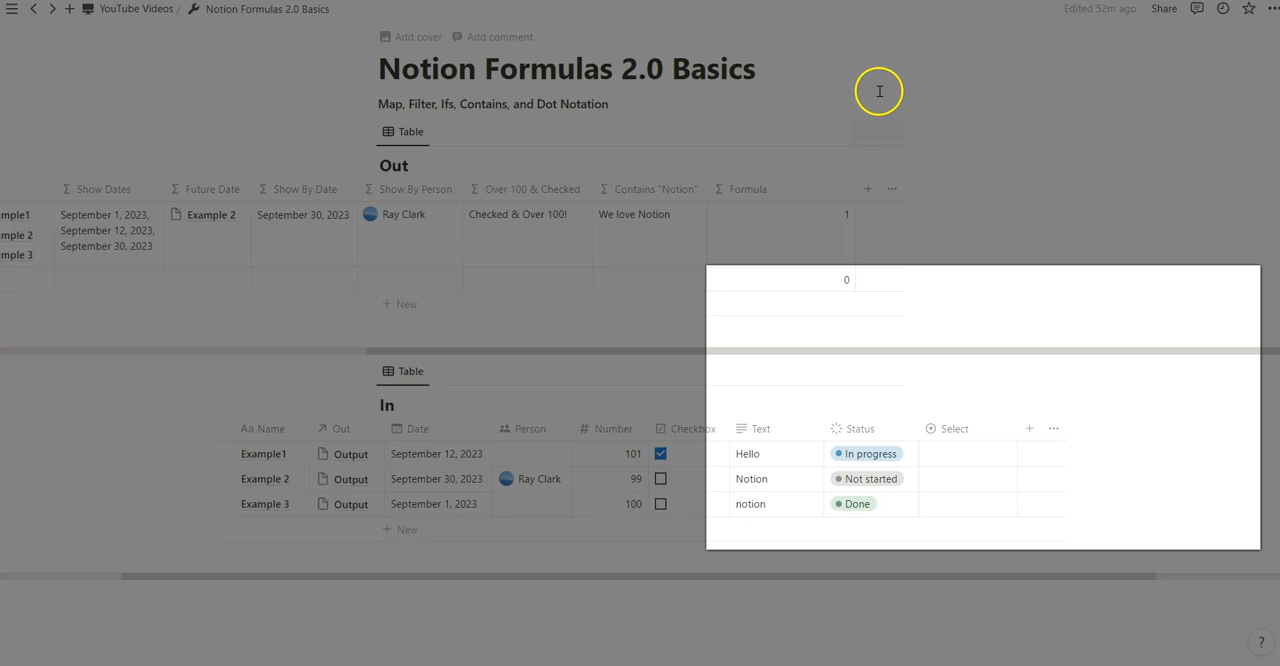 YouTube Videos / Notion Formulas 2.0 Basics Edited 52m ago Share
Add cover Add comment
Notion Formulas 2.0 Basics
Map, Filter, Ifs, Contains, and Dot Notation
Table
Out
Show Dates Future Date Show By Date Show By Person Over 100 & Checked Contains "Notion" Formula
mple1 September 1, 2023, Example 2 September 30, 2023 Ray Clark Checked & Over 100! We love Notion 1
mple 2 September 12, 2023,
mple 3 September 30, 2023
0
+ New
Table
In
Aa Name Out Date Person # Number Checkbox Text Status Select
Example1 Output September 12, 2023 101 Hello In progress
Example 2 Output September 30, 2023 Ray Clark 99 Notion Not started
Example 3 Output September 1, 2023 100 notion Done
+ New
?